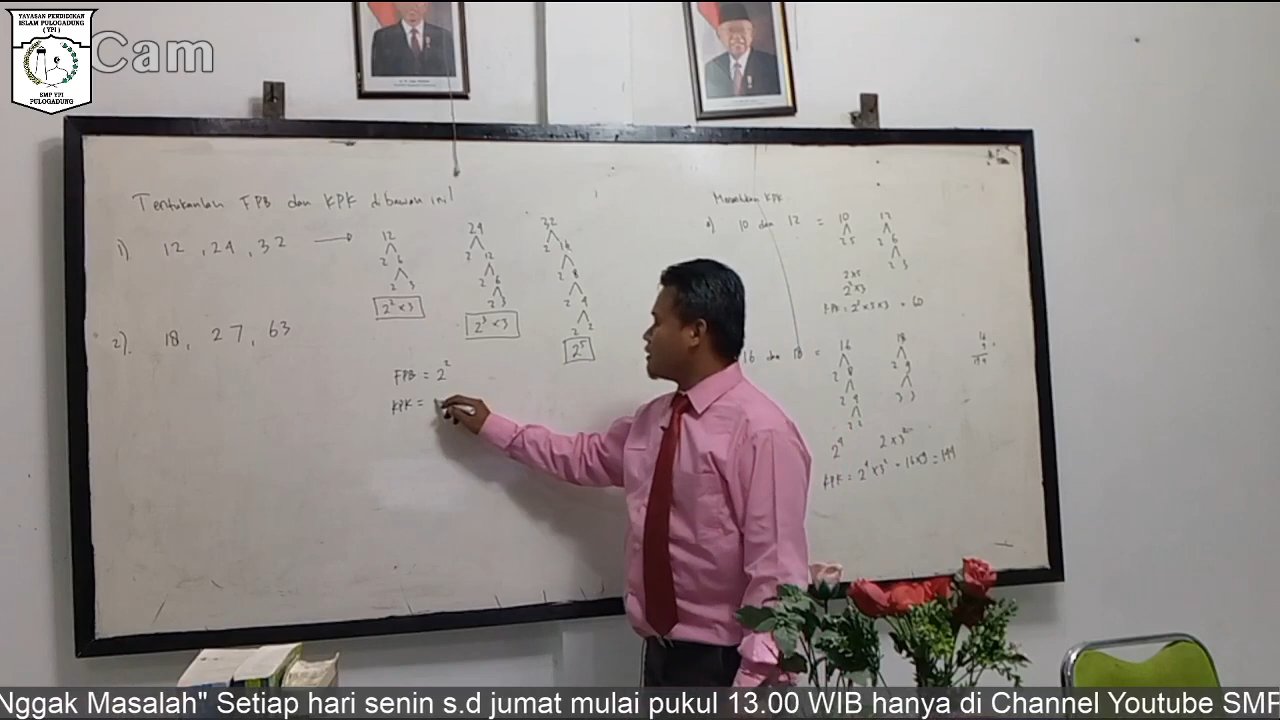 YAYASAN PENDIDIKAN
ISLAM PULOGADUNG
( YPI )
SMP YPI
PULOGADUNG
Cam
Tentukanlah FPB dan KPK dibawah ini!
1) 12 , 24 , 32
12
2 6
2 3
2² × 3
24
2 12
2 6
2 3
2³ × 3
32
2 16
2 8
2 4
2 2
2⁵
2). 18, 27, 63
FPB = 2²
KPK =
KPK
a) 10 dan 12 = 10 12
2 5 2 6
2 3
2×5
2²×3
KPK = 2² × 5 × 3 = 60
16 dan 18 = 16 18
2 8 2 9
2 4 3 3
2 2
2⁴ 2 × 3²
KPK = 2⁴ × 3² = 16 × 9 = 144
16
9
144
Nggak Masalah" Setiap hari senin s.d jumat mulai pukul 13.00 WIB hanya di Channel Youtube SMP